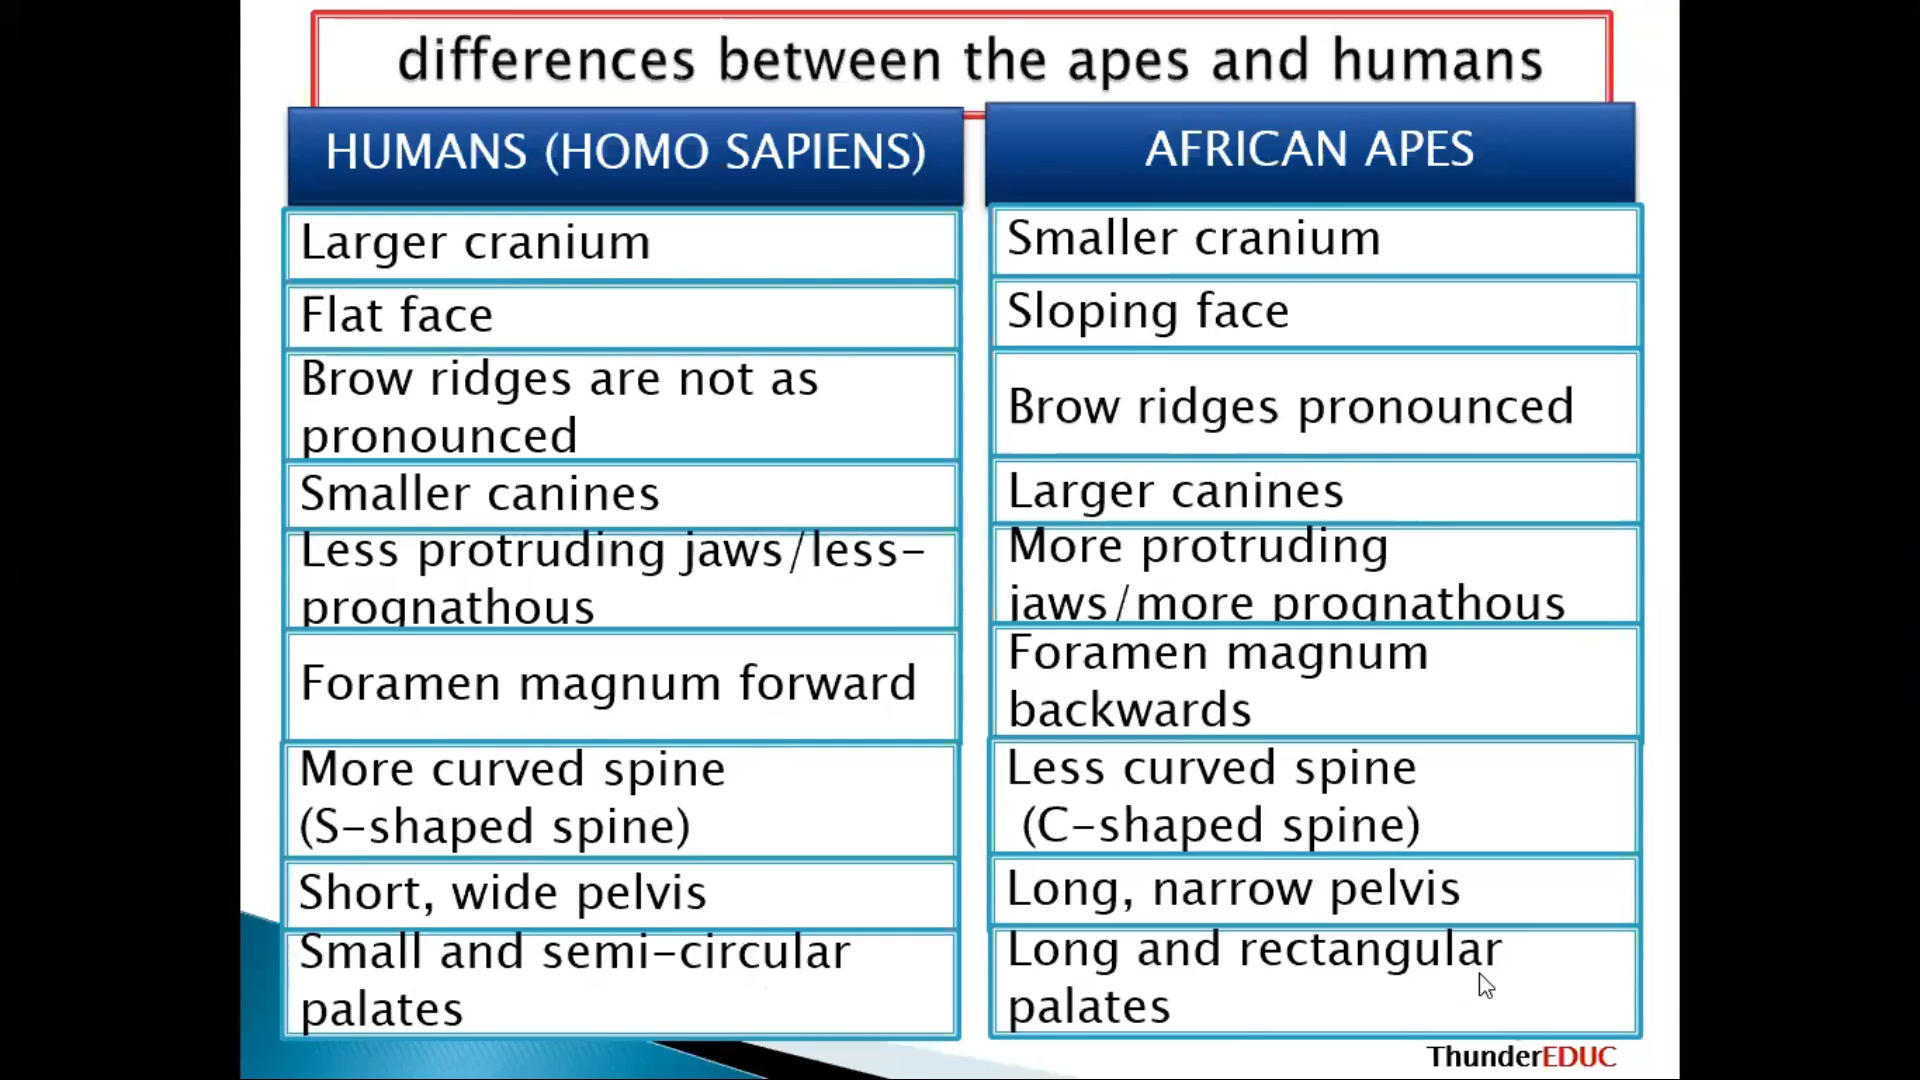 differences between the apes and humans
HUMANS (HOMO SAPIENS)
AFRICAN APES
Larger cranium
Smaller cranium
Flat face
Sloping face
Brow ridges are not as
pronounced
Brow ridges pronounced
Smaller canines
Larger canines
Less protruding jaws/less-
prognathous
More protruding
jaws/more prognathous
Foramen magnum forward
Foramen magnum
backwards
More curved spine
(S-shaped spine)
Less curved spine
(C-shaped spine)
Short, wide pelvis
Long, narrow pelvis
Small and semi-circular
palates
Long and rectangular
palates
ThunderEDUC